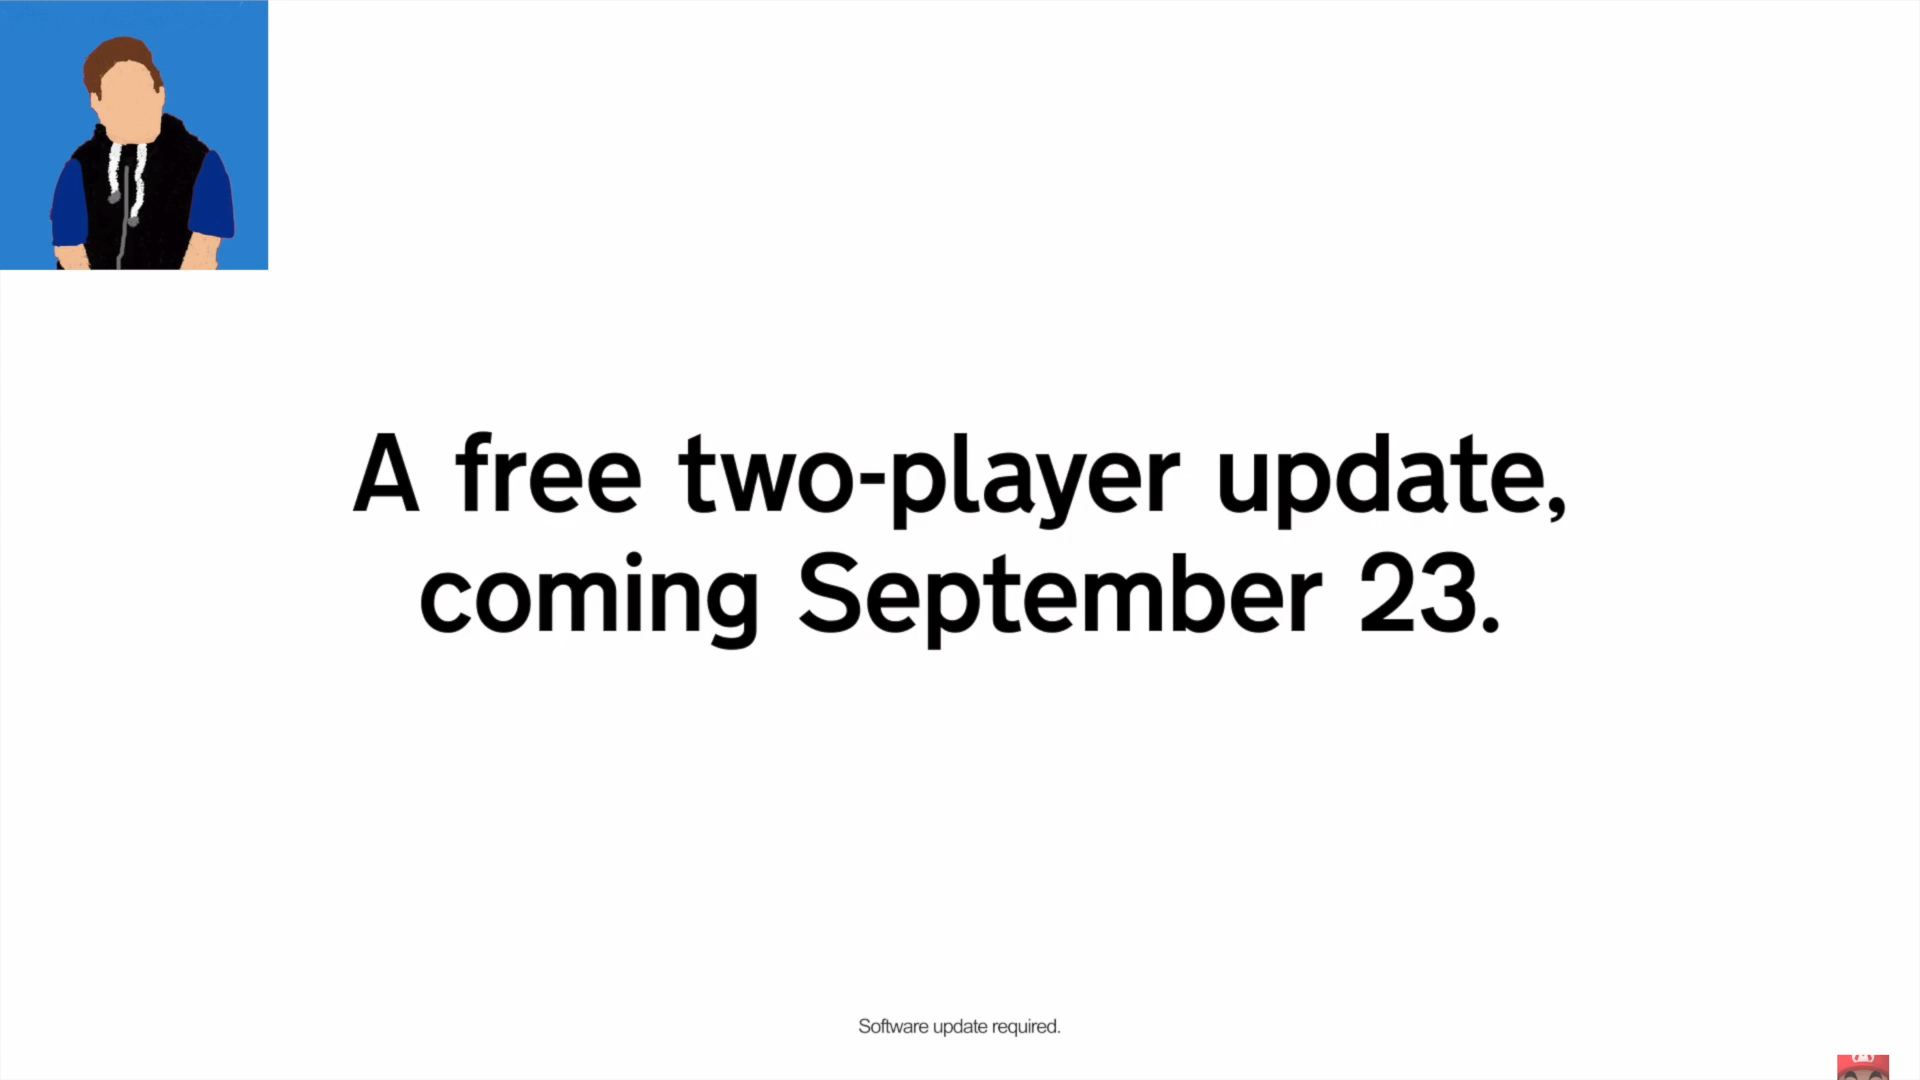 A free two-player update,
coming September 23.
Software update required.